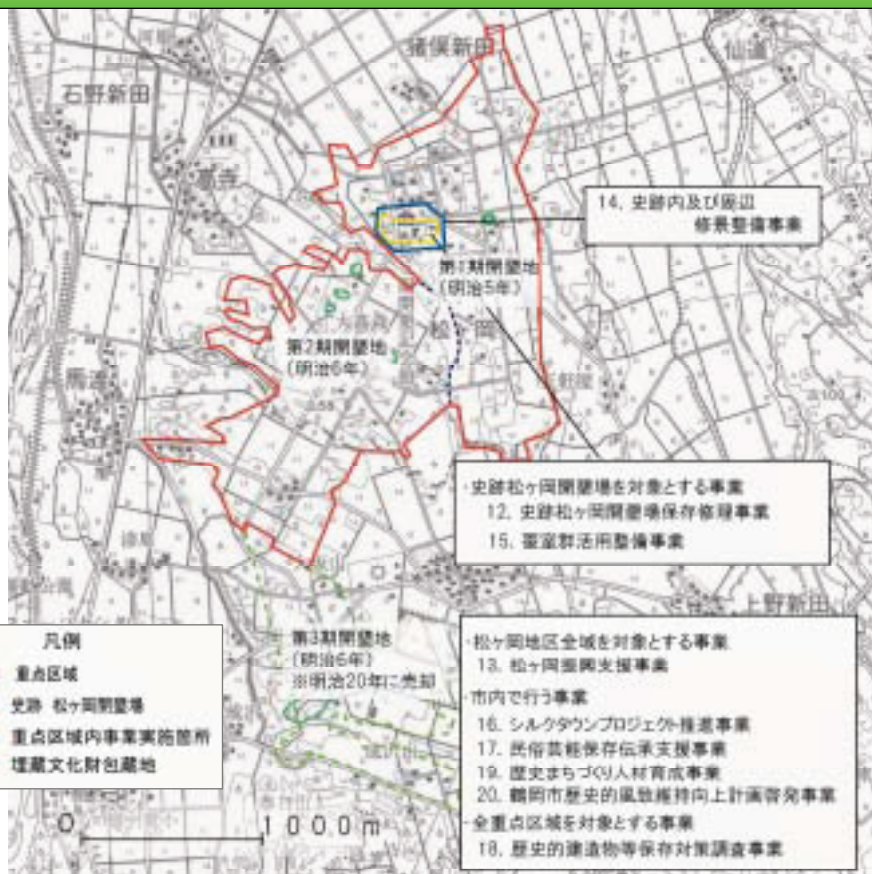 猪俣新田
仙道
石野新田
14. 史跡内及び周辺
修景整備事業
第1期開墾地
(明治5年)
松岡
第2期開墾地
(明治6年)
馬渡
・史跡松ヶ岡開墾場を対象とする事業
12. 史跡松ヶ岡開墾場保存修理事業
15. 蚕室群活用整備事業
上野新田
第3期開墾地
(明治6年)
※明治20年に売却
凡例
重点区域
史跡 松ヶ岡開墾場
重点区域内事業実施箇所
埋蔵文化財包蔵地
・松ヶ岡地区全域を対象とする事業
13. 松ヶ岡振興支援事業
・市内で行う事業
16. シルクタウンプロジェクト推進事業
17. 民俗芸能保存伝承支援事業
19. 歴史まちづくり人材育成事業
20. 鶴岡市歴史的風致維持向上計画啓発事業
・全重点区域を対象とする事業
18. 歴史的建造物等保存対策調査事業
0 1000m